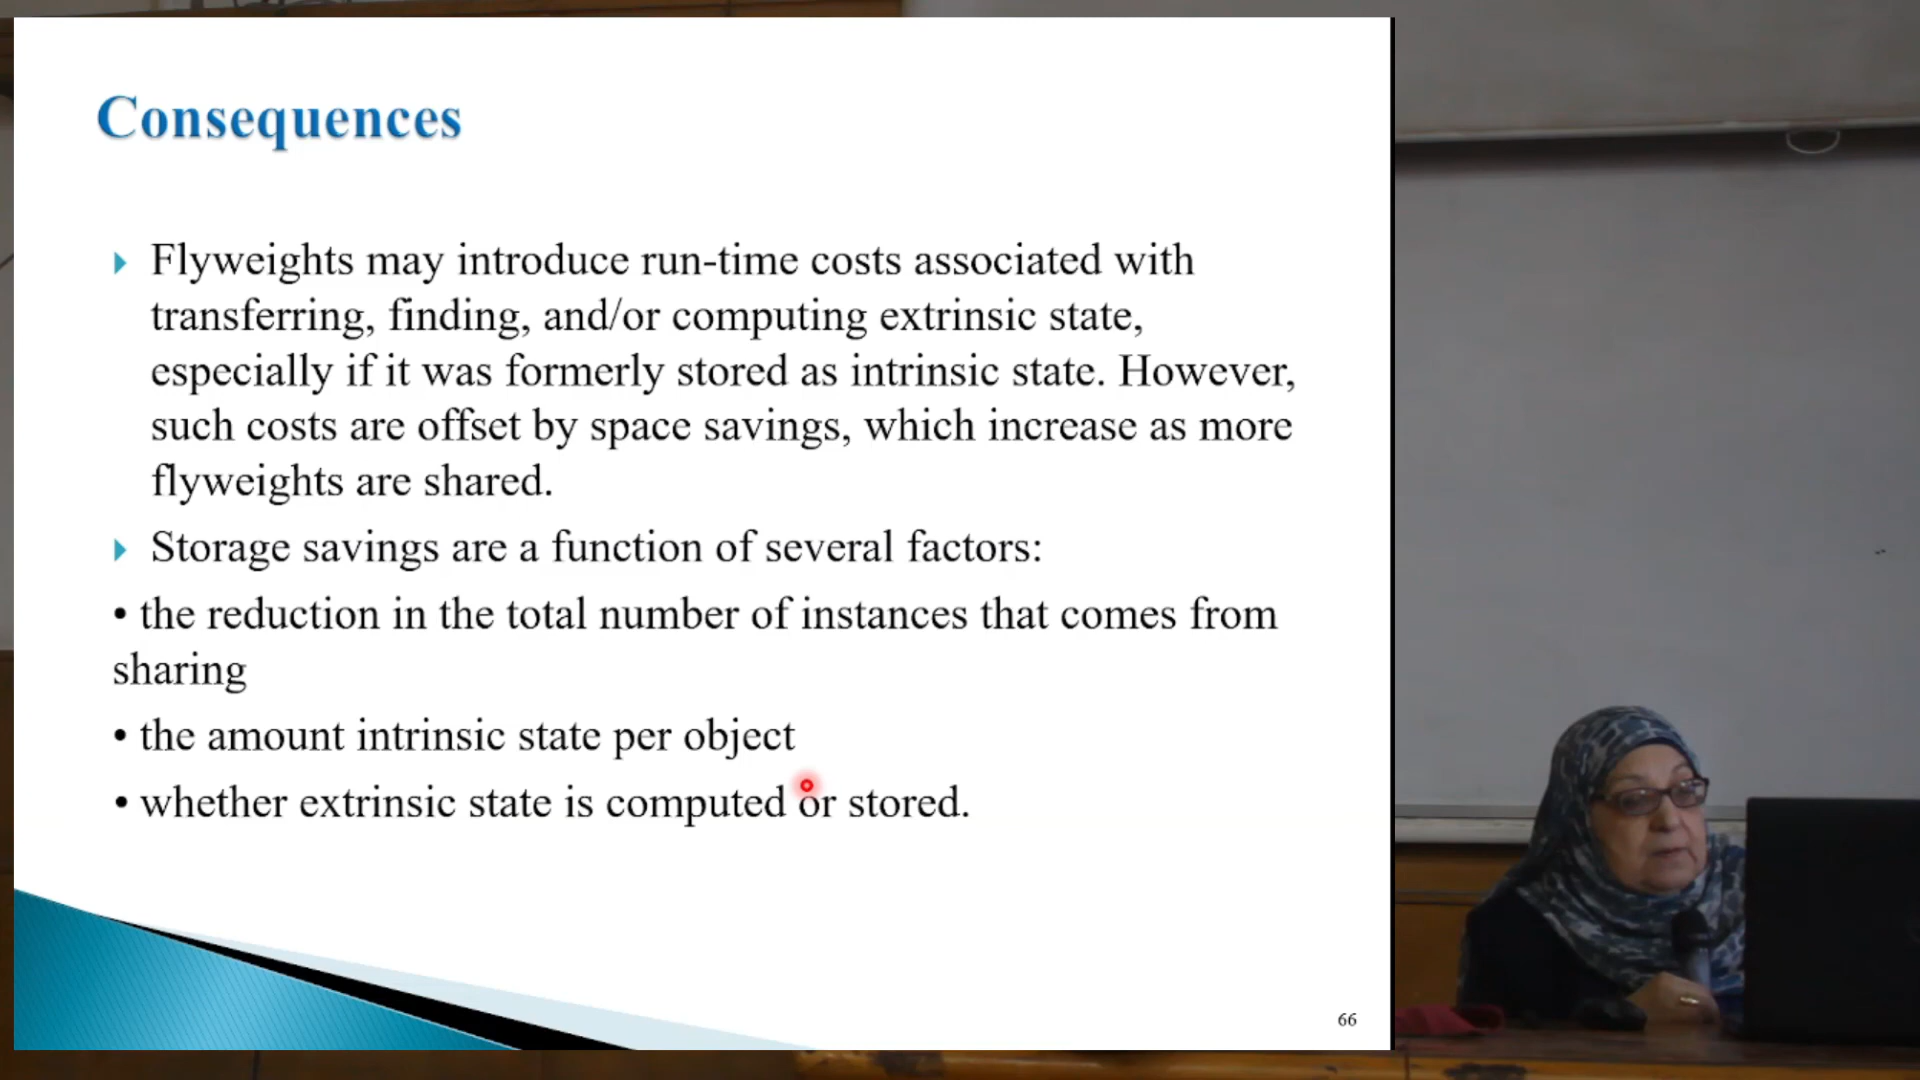 Consequences
Flyweights may introduce run-time costs associated with
transferring, finding, and/or computing extrinsic state,
especially if it was formerly stored as intrinsic state. However,
such costs are offset by space savings, which increase as more
flyweights are shared.
Storage savings are a function of several factors:
• the reduction in the total number of instances that comes from
sharing
• the amount intrinsic state per object
• whether extrinsic state is computed or stored.
66